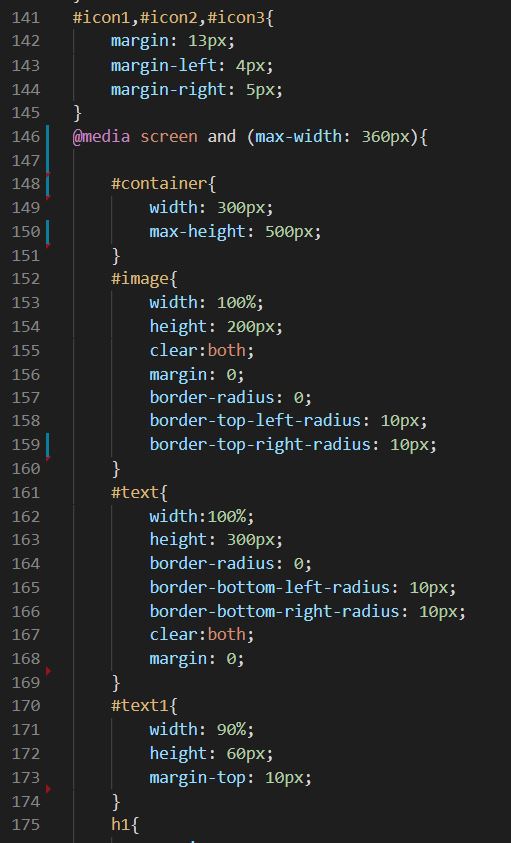 141 #icon1,#icon2,#icon3{
142 margin: 13px;
143 margin-left: 4px;
144 margin-right: 5px;
145 }
146 @media screen and (max-width: 360px){
147
148 #container{
149 width: 300px;
150 max-height: 500px;
151 }
152 #image{
153 width: 100%;
154 height: 200px;
155 clear:both;
156 margin: 0;
157 border-radius: 0;
158 border-top-left-radius: 10px;
159 border-top-right-radius: 10px;
160 }
161 #text{
162 width:100%;
163 height: 300px;
164 border-radius: 0;
165 border-bottom-left-radius: 10px;
166 border-bottom-right-radius: 10px;
167 clear:both;
168 margin: 0;
169 }
170 #text1{
171 width: 90%;
172 height: 60px;
173 margin-top: 10px;
174 }
175 h1{